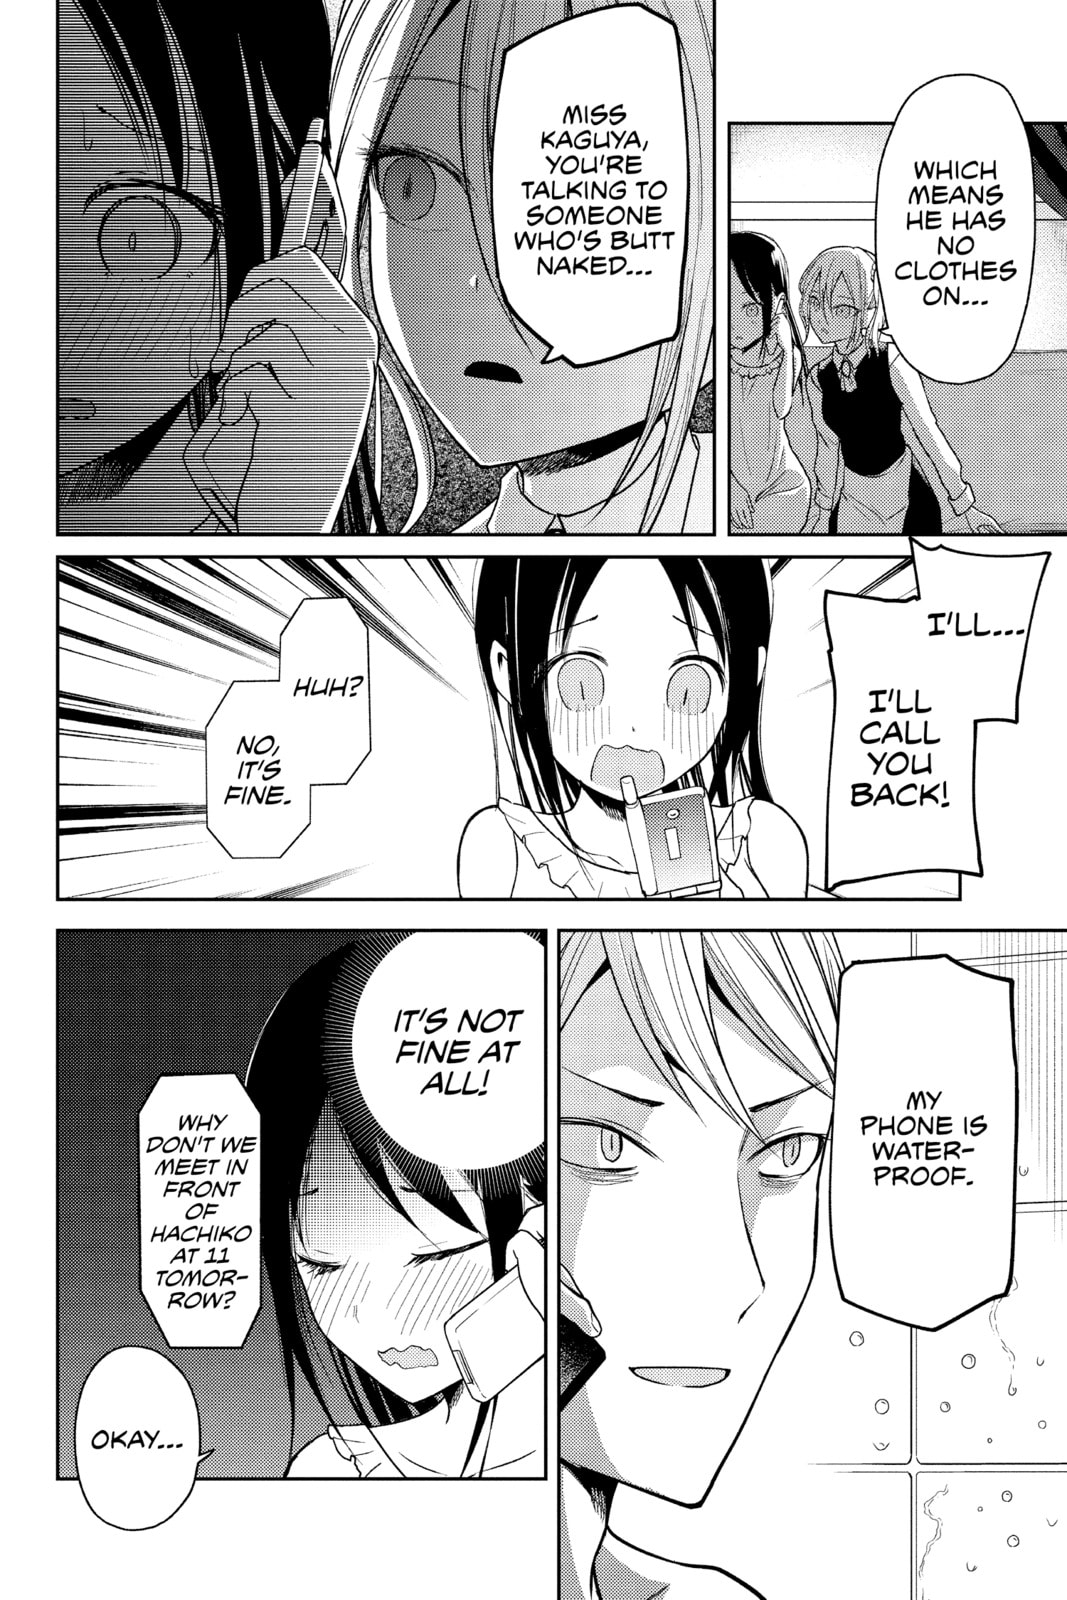 WHICH
MEANS
HE HAS
NO
CLOTHES
ON...
MISS
KAGUYA,
YOU'RE
TALKING TO
SOMEONE
WHO'S BUTT
NAKED...
I'LL...
I'LL
CALL
YOU
BACK!
HUH?
NO,
IT'S
FINE.
MY
PHONE IS
WATER-
PROOF.
IT'S NOT
FINE AT
ALL!
WHY
DON'T WE
MEET IN
FRONT
OF
HACHIKO
AT 11
TOMOR-
ROW?
OKAY...